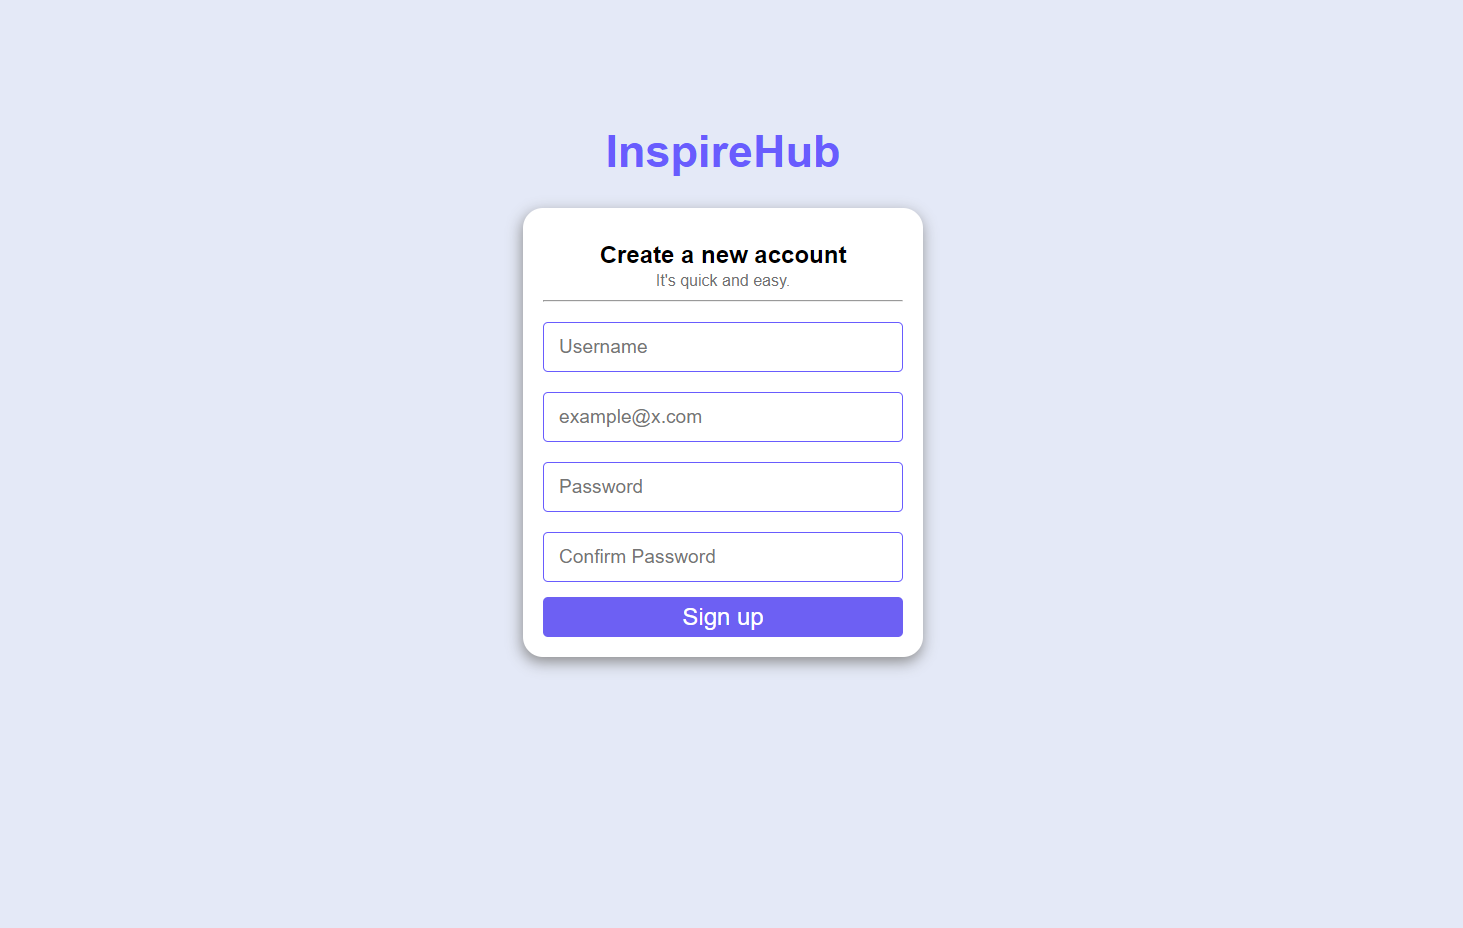 InspireHub
Create a new account
It's quick and easy.
Username
example@x.com
Password
Confirm Password
Sign up